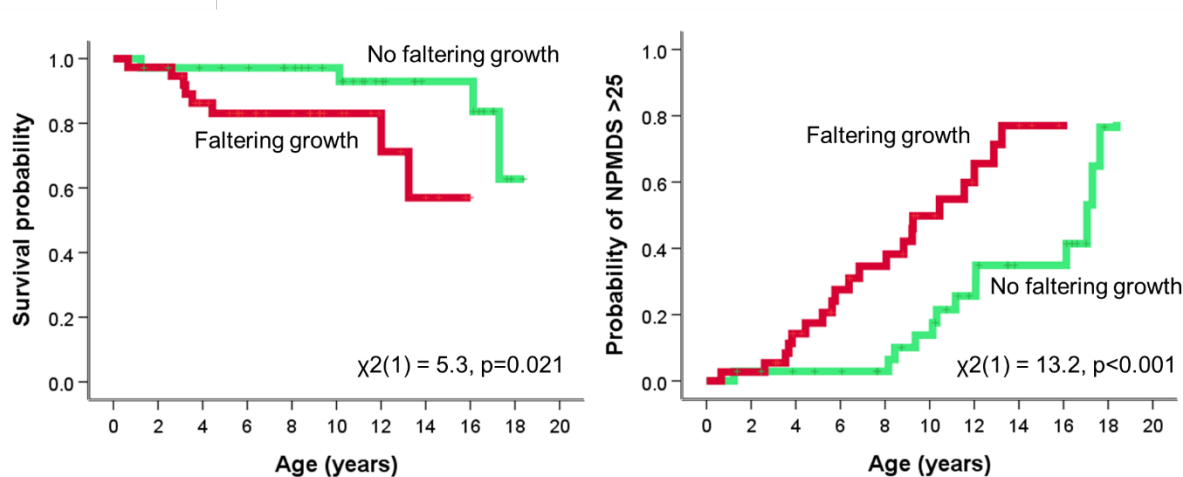 Survival probability
1.0
0.8
0.6
0.4
0.2
0.0
No faltering growth
Faltering growth
χ2(1) = 5.3, p=0.021
0 2 4 6 8 10 12 14 16 18 20
Age (years)
Probability of NPMDS >25
1.0
0.8
0.6
0.4
0.2
0.0
Faltering growth
No faltering growth
χ2(1) = 13.2, p<0.001
0 2 4 6 8 10 12 14 16 18 20
Age (years)